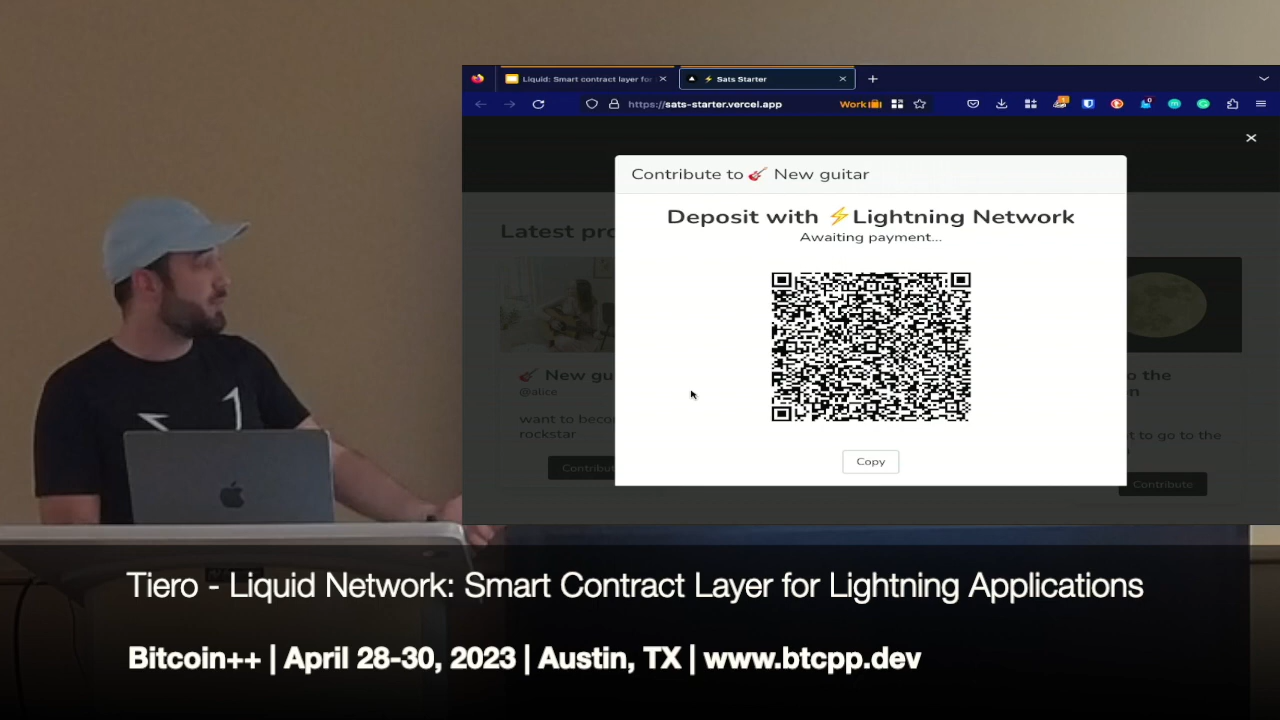 Liquid: Smart contract layer for
⚡ Sats Starter
https://sats-starter.vercel.app
Work
Contribute to 🎸 New guitar
Deposit with ⚡Lightning Network
Awaiting payment...
Copy
Latest pro
🎸 New gu
@alice
want to becom
rockstar
Contribut
o the
n
t to go to the
Contribute
Tiero - Liquid Network: Smart Contract Layer for Lightning Applications
Bitcoin++ | April 28-30, 2023 | Austin, TX | www.btcpp.dev